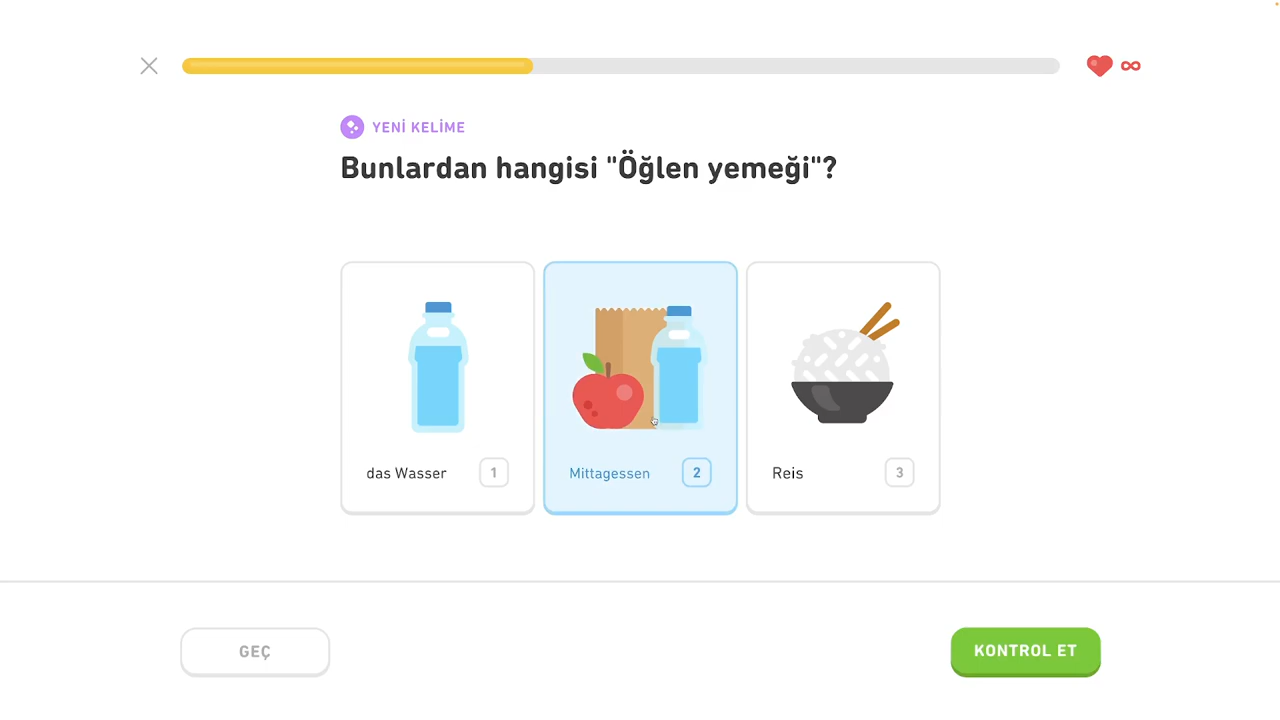 YENİ KELİME
Bunlardan hangisi "Öğlen yemeği"?
das Wasser 1
Mittagessen 2
Reis 3
GEÇ
KONTROL ET